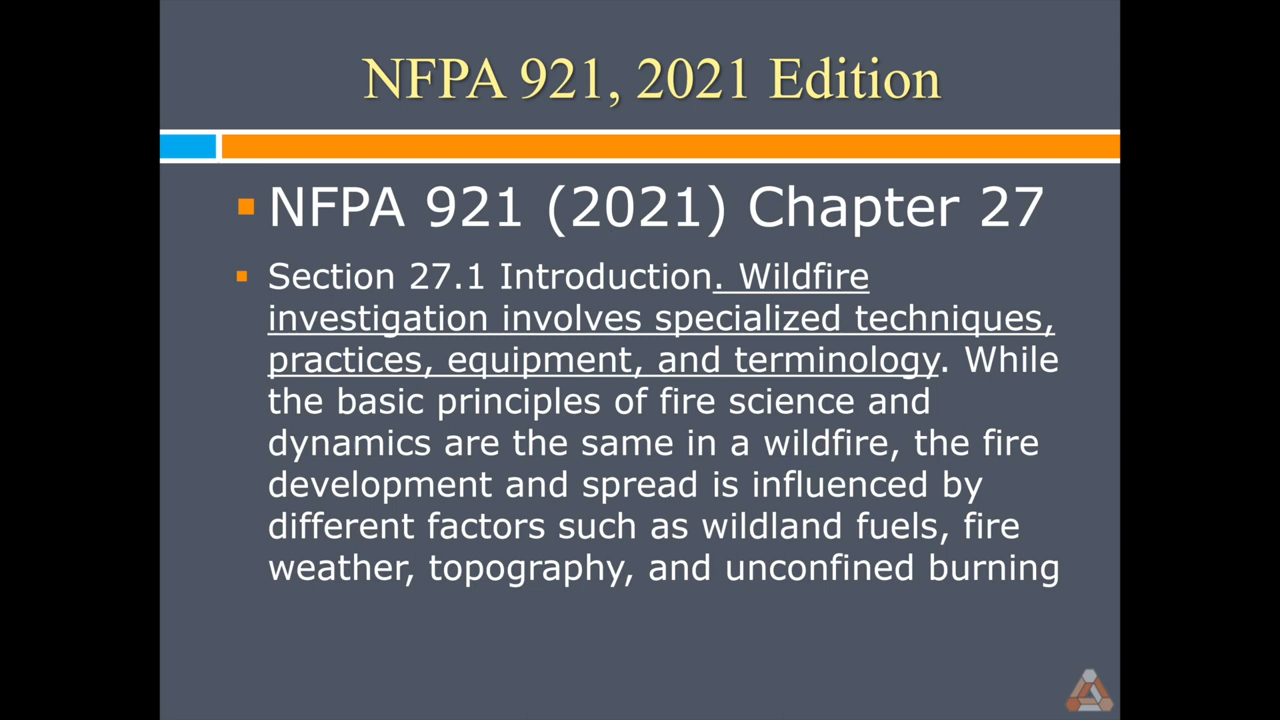 NFPA 921, 2021 Edition
NFPA 921 (2021) Chapter 27
Section 27.1 Introduction. Wildfire
investigation involves specialized techniques,
practices, equipment, and terminology. While
the basic principles of fire science and
dynamics are the same in a wildfire, the fire
development and spread is influenced by
different factors such as wildland fuels, fire
weather, topography, and unconfined burning